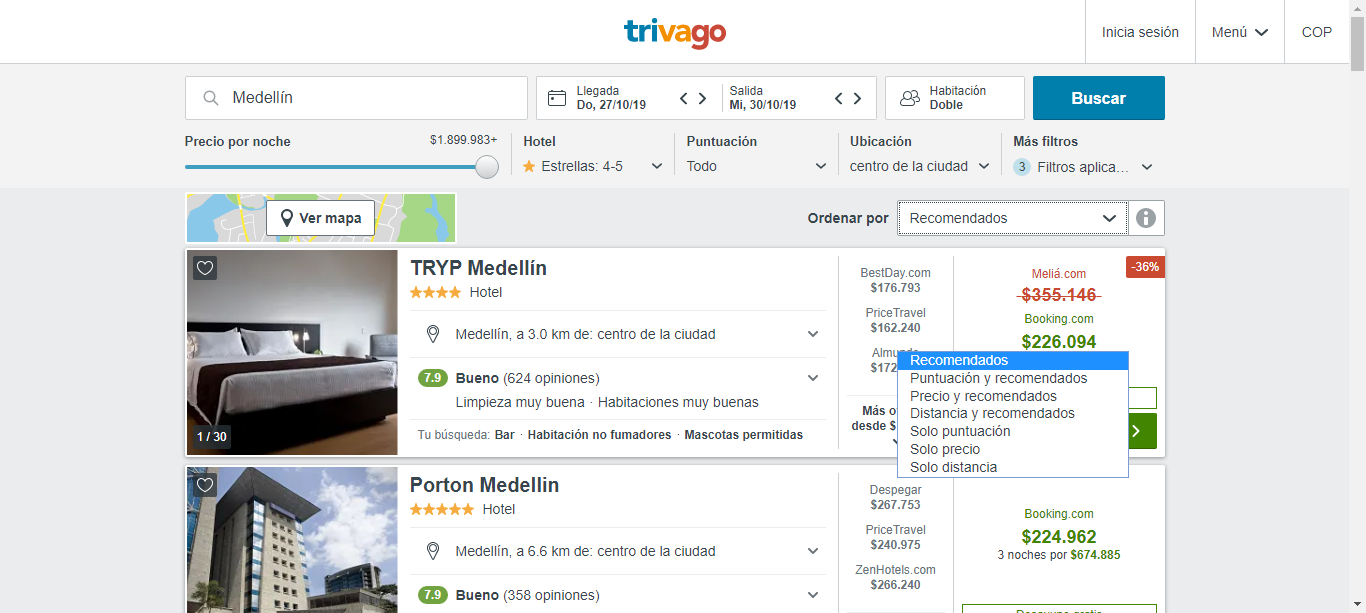 trivago
Inicia sesión
Menú
COP
Medellín
Llegada
Do, 27/10/19
Salida
Mi, 30/10/19
Habitación
Doble
Buscar
Precio por noche
$1.899.983+
Hotel
Estrellas: 4-5
Puntuación
Todo
Ubicación
centro de la ciudad
Más filtros
3 Filtros aplica...
Ver mapa
Ordenar por
Recomendados
Recomendados
Puntuación y recomendados
Precio y recomendados
Distancia y recomendados
Solo puntuación
Solo precio
Solo distancia
TRYP Medellín
Hotel
Medellín, a 3.0 km de: centro de la ciudad
7.9 Bueno (624 opiniones)
Limpieza muy buena · Habitaciones muy buenas
Tu búsqueda: Bar · Habitación no fumadores · Mascotas permitidas
1 / 30
BestDay.com
$176.793
PriceTravel
$162.240
$172
Más
desde $
-36%
Meliá.com
$355.146
Booking.com
$226.094
Porton Medellin
Hotel
Medellín, a 6.6 km de: centro de la ciudad
7.9 Bueno (358 opiniones)
Despegar
$267.753
PriceTravel
$240.975
ZenHotels.com
$266.240
Booking.com
$224.962
3 noches por $674.885